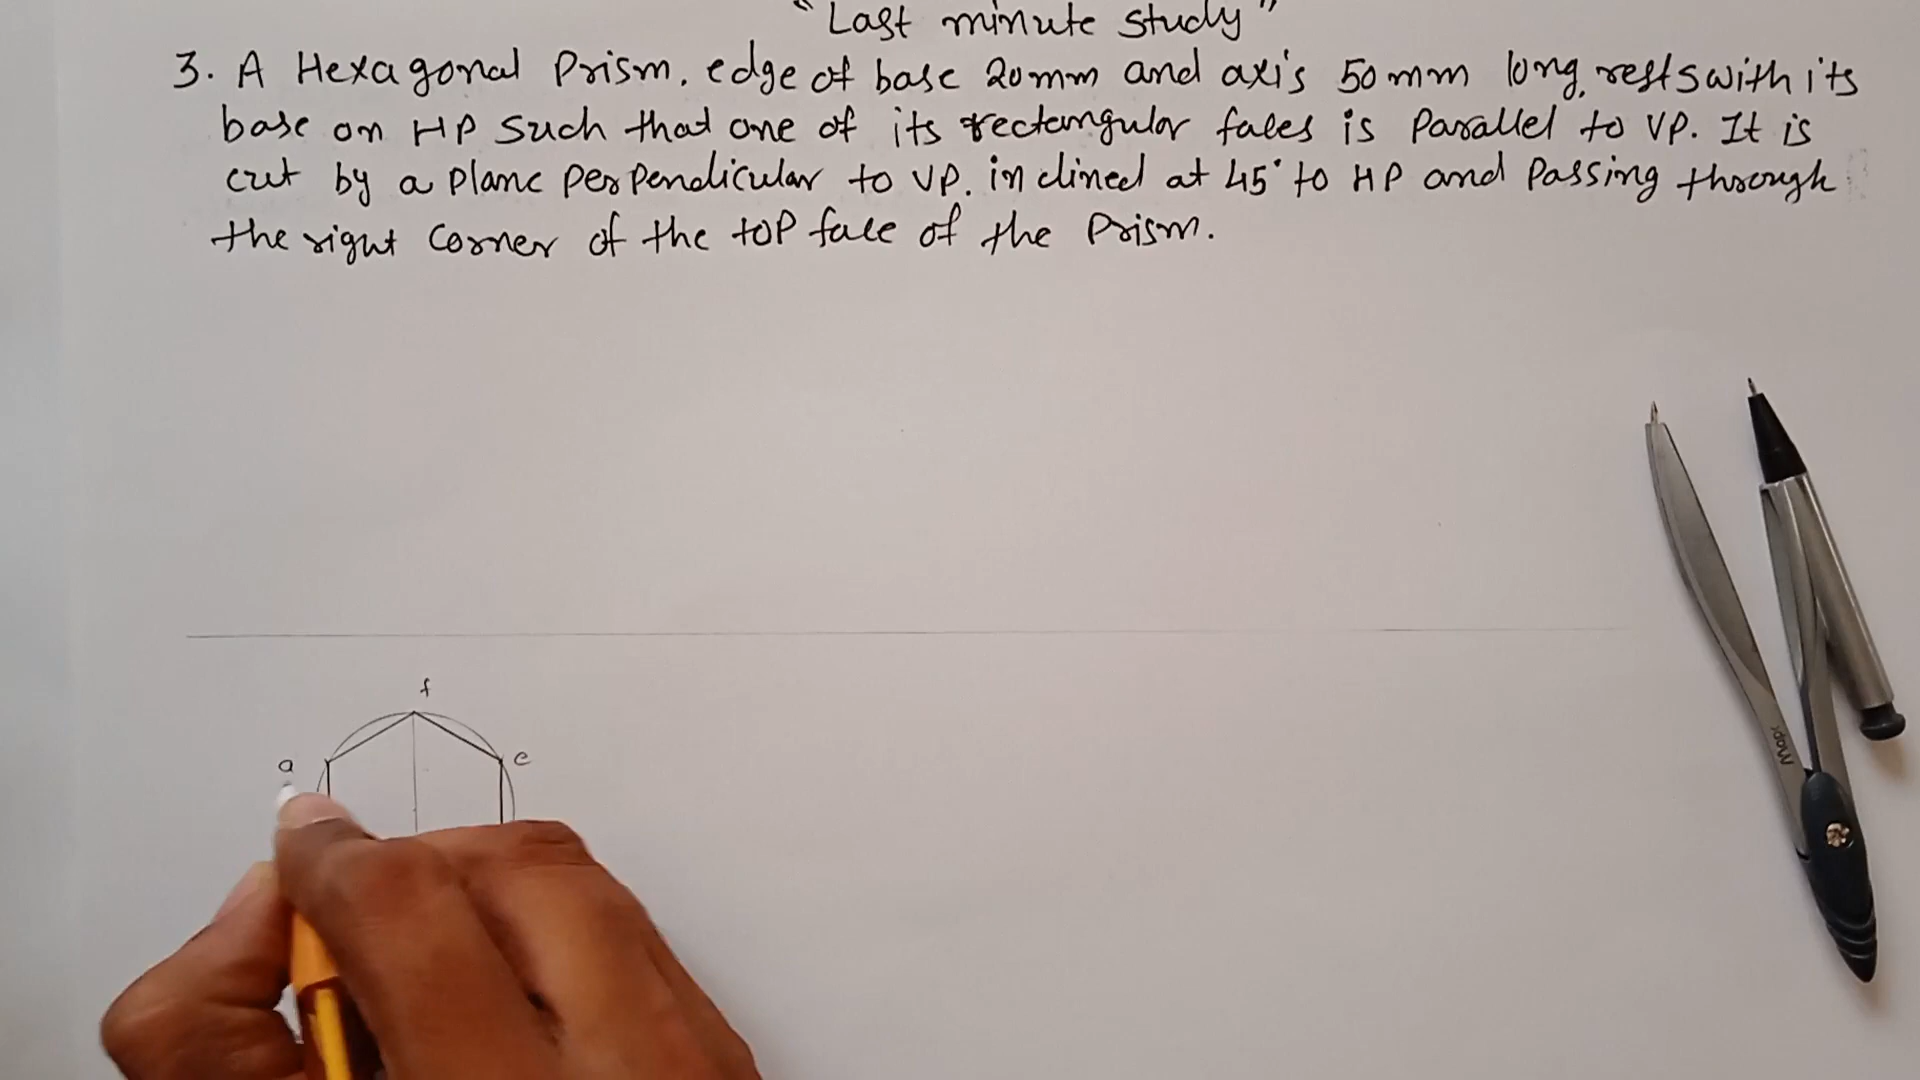 "Last minute study"
3. A Hexagonal Prism, edge of base 20mm and axis 50mm long, rests with its
base on HP such that one of its rectangular faces is Parallel to VP. It is
cut by a plane perpendicular to VP. inclined at 45° to HP and Passing through
the right corner of the top face of the Prism.
f
a
e
Mapr